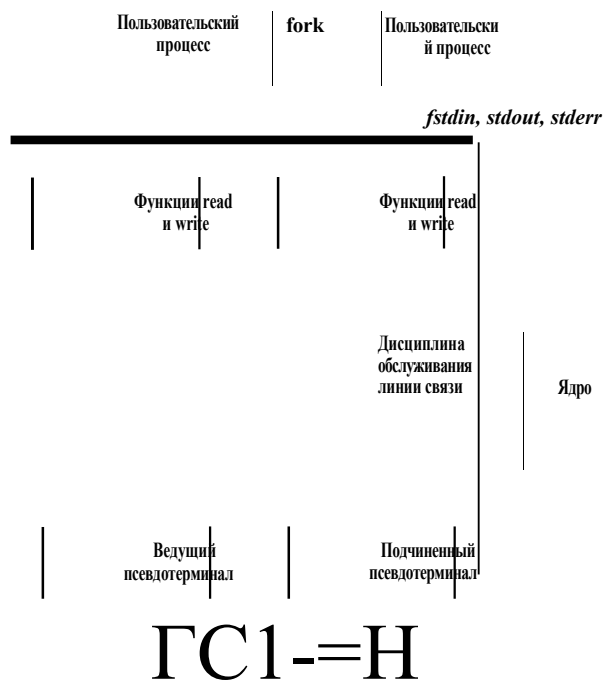 Пользовательский
процесс
fork
Пользовательски
й процесс
fstdin, stdout, stderr
Функции read
и write
Функции read
и write
Дисциплина
обслуживания
линии связи
Ядро
Ведущий
псевдотерминал
Подчиненный
псевдотерминал
ГС1-=Н